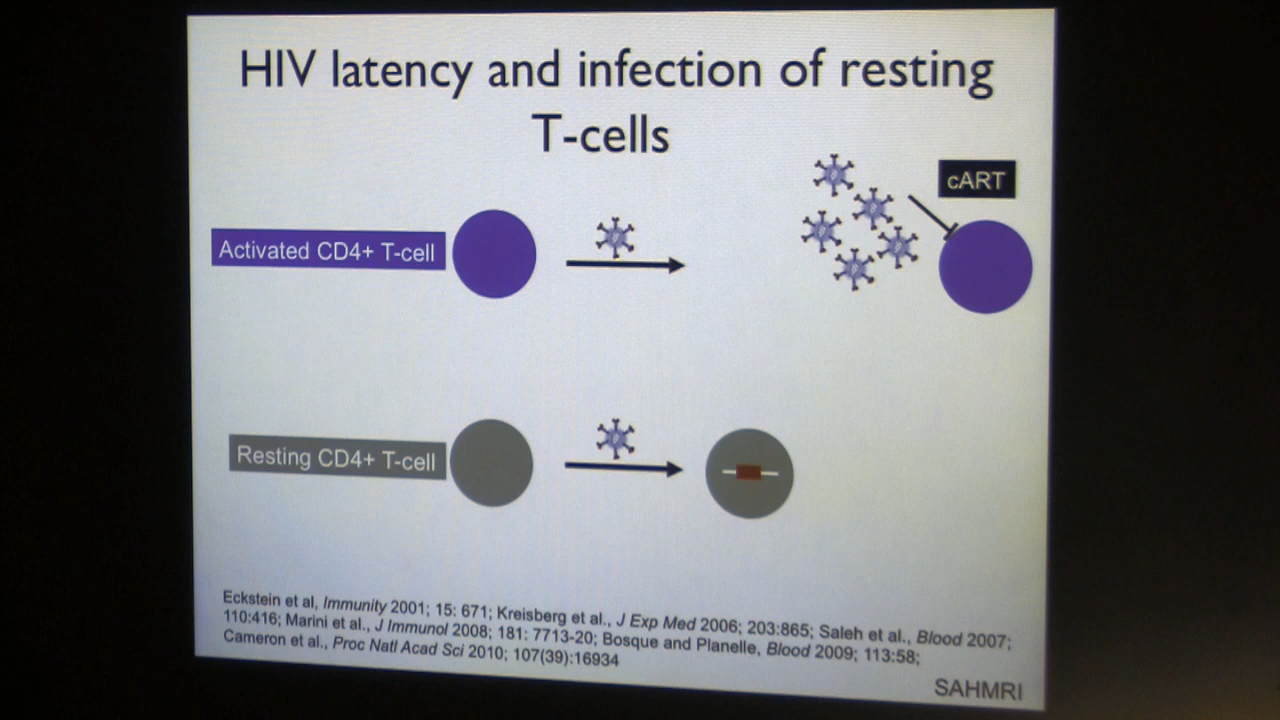 HIV latency and infection of resting
T-cells
cART
Activated CD4+ T-cell
Resting CD4+ T-cell
Eckstein et al, Immunity 2001; 15: 671; Kreisberg et al., J Exp Med 2006; 203:865; Saleh et al., Blood 2007;
110:416; Marini et al., J Immunol 2008; 181: 7713-20; Bosque and Planelle, Blood 2009; 113:58;
Cameron et al., Proc Natl Acad Sci 2010; 107(39):16934
SAHMRI